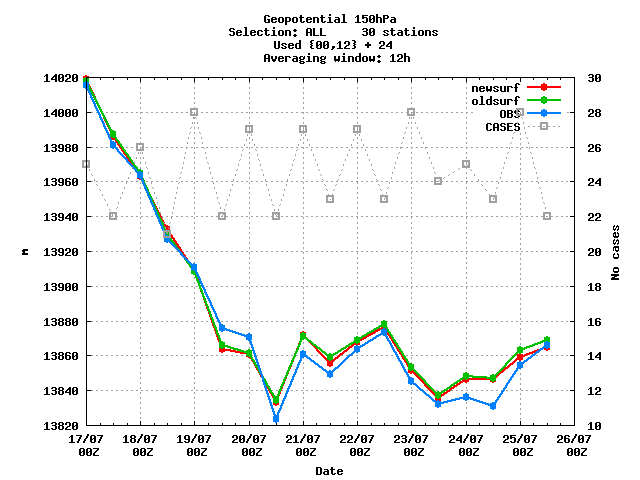 Geopotential 150hPa
Selection: ALL     30 stations
Used {00,12} + 24
Averaging window: 12h
14020
14000
13980
13960
13940
13920
13900
13880
13860
13840
13820
m
30
28
26
24
22
20
18
16
14
12
10
No cases
newsurf
oldsurf
OBS
CASES
17/07 18/07 19/07 20/07 21/07 22/07 23/07 24/07 25/07 26/07
00Z 00Z 00Z 00Z 00Z 00Z 00Z 00Z 00Z 00Z
Date